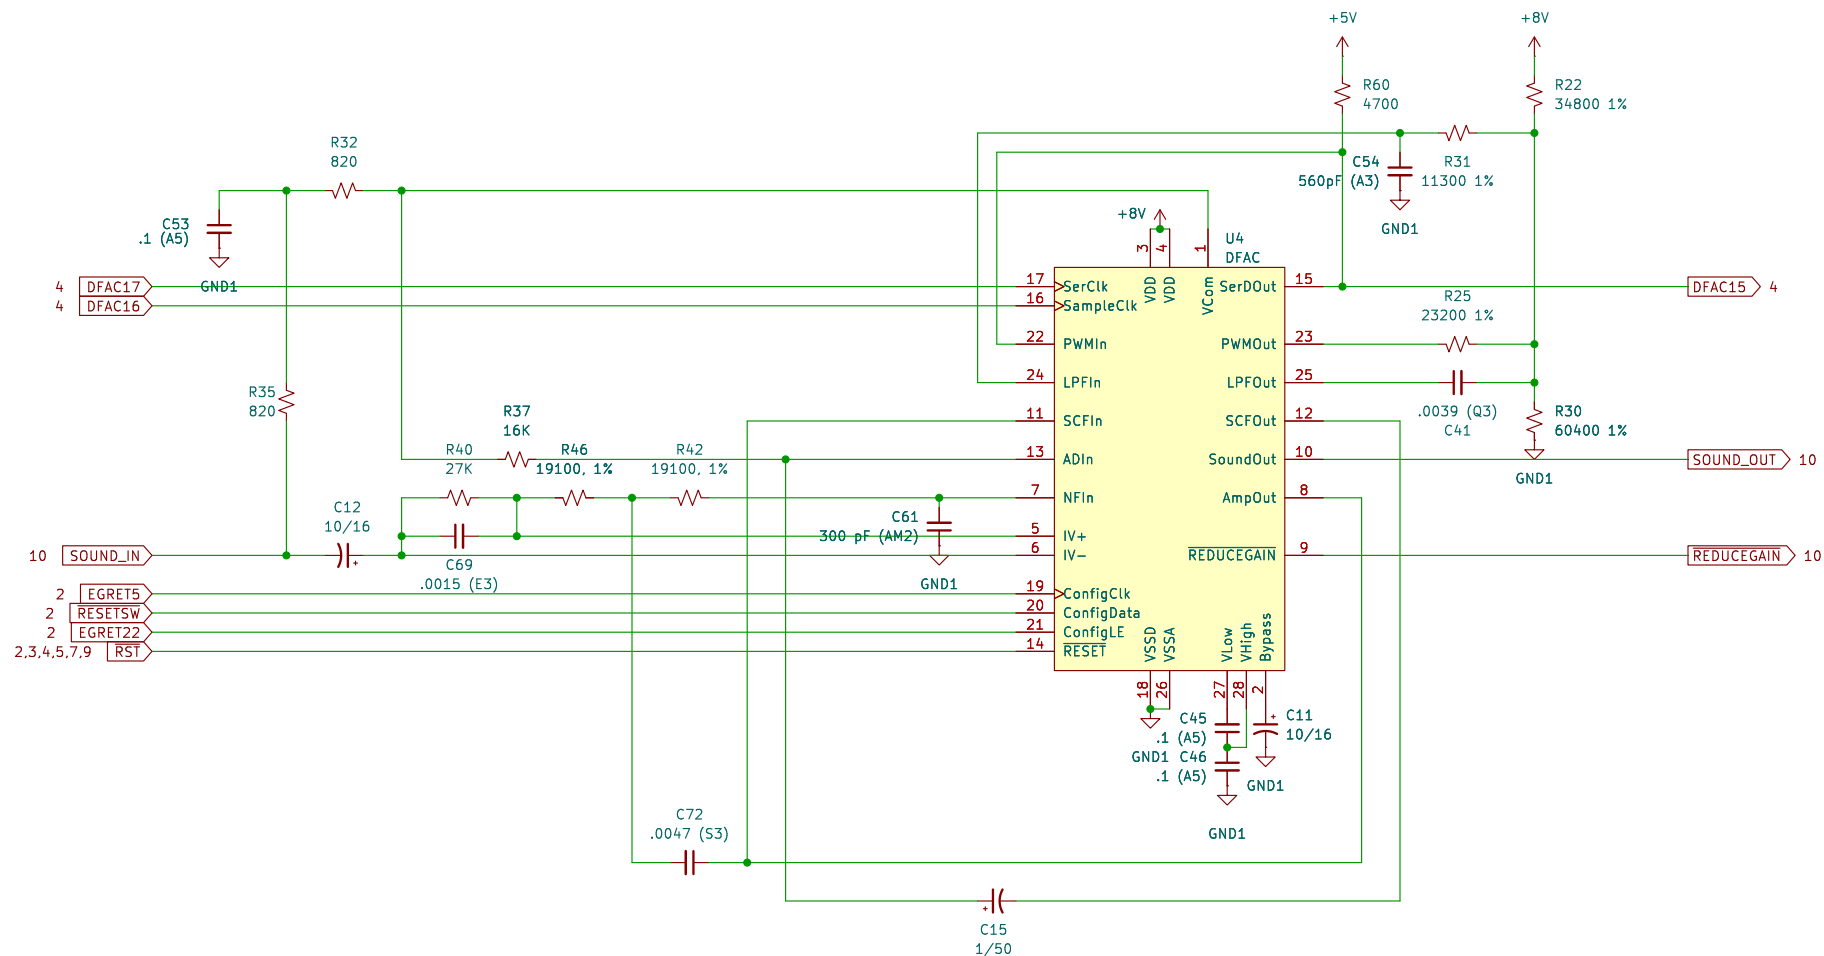 +5V
+8V
R60
4700
R22
34800 1%
R32
820
C54
560pF (A3)
R31
11300 1%
GND1
C53
.1 (A5)
GND1
+8V
U4
DFAC
3
4
1
VDD
VDD
VCom
4 DFAC17
4 DFAC16
17 SerClk
16 SampleClk
22 PWMIn
24 LPFIn
11 SCFIn
13 ADIn
7 NFIn
5 IV+
6 IV-
19 ConfigClk
20 ConfigData
21 ConfigLE
14 RESET
SerDOut 15
PWMOut 23
LPFOut 25
SCFOut 12
SoundOut 10
AmpOut 8
REDUCEGAIN 9
DFAC15 4
R25
23200 1%
.0039 (Q3)
C41
R30
60400 1%
GND1
SOUND_OUT 10
REDUCEGAIN 10
R35
820
R37
16K
R40
27K
R46
19100, 1%
R42
19100, 1%
C12
10/16
+
C61
300 pF (AM2)
GND1
C69
.0015 (E3)
10 SOUND_IN
2 EGRET5
2 RESETSW
2 EGRET22
2,3,4,5,7,9 RST
VSSD
VSSA
VLow
VHigh
Bypass
18
26
27
28
2
GND1
C45
.1 (A5)
C46
.1 (A5)
GND1
+
C11
10/16
GND1
C72
.0047 (S3)
+
C15
1/50